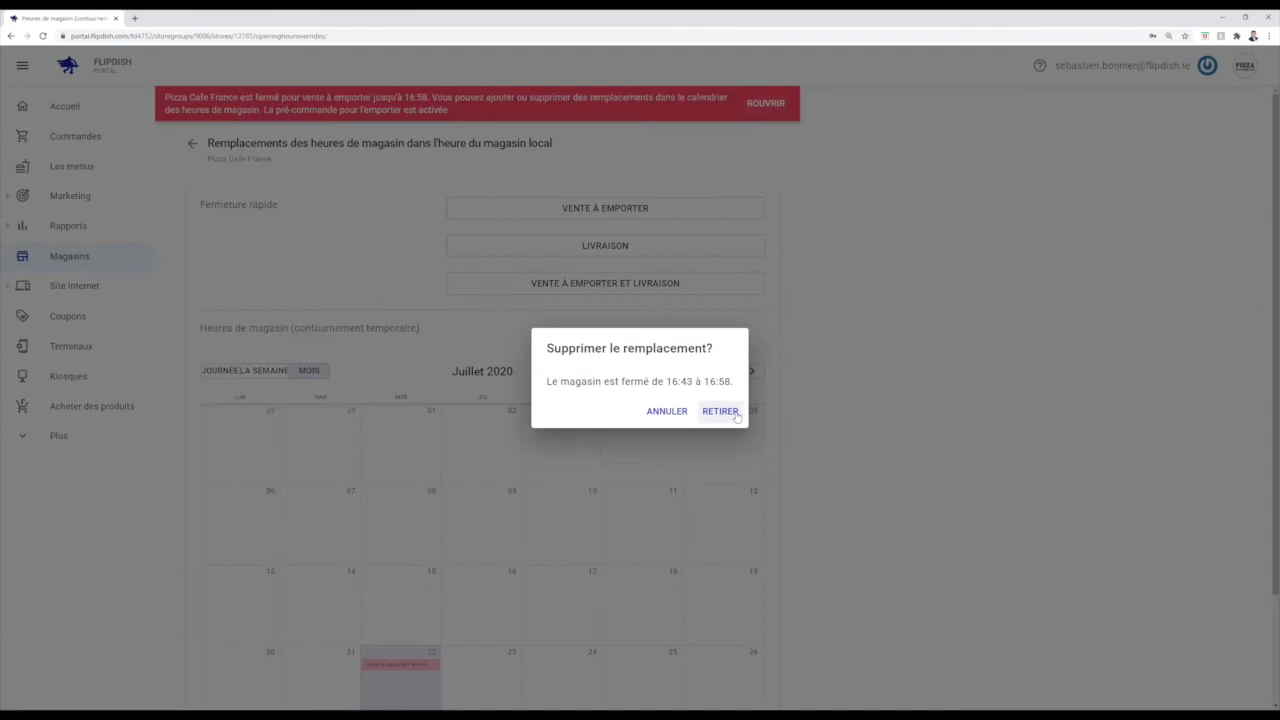 Heures de magasin (contournem
portal.flipdish.com/fd4752/storegroups/9006/stores/12785/openinghouroverrides/
FLIPDISH
PORTAL
sebastien.bonnier@flipdish.ie
PIZZA
Accueil
Commandes
Les menus
Marketing
Rapports
Magasins
Site Internet
Coupons
Terminaux
Kiosques
Acheter des produits
Plus
Pizza Cafe France est fermé pour vente à emporter jusqu'à 16:58. Vous pouvez ajouter ou supprimer des remplacements dans le calendrier
des heures de magasin. La pré-commande pour l'emporter est activée
ROUVRIR
Remplacements des heures de magasin dans l'heure du magasin local
Pizza Cafe France
Fermeture rapide
VENTE À EMPORTER
LIVRAISON
VENTE À EMPORTER ET LIVRAISON
Heures de magasin (contournement temporaire)
JOURNÉE LA SEMAINE MOIS
Juillet 2020
LUN MAR MER JEU
29 30 01 02 05
06 07 08 09 10 11 12
13 14 15 16 17 18 19
20 21 22 23 24 25 26
Supprimer le remplacement?
Le magasin est fermé de 16:43 à 16:58.
ANNULER RETIRER